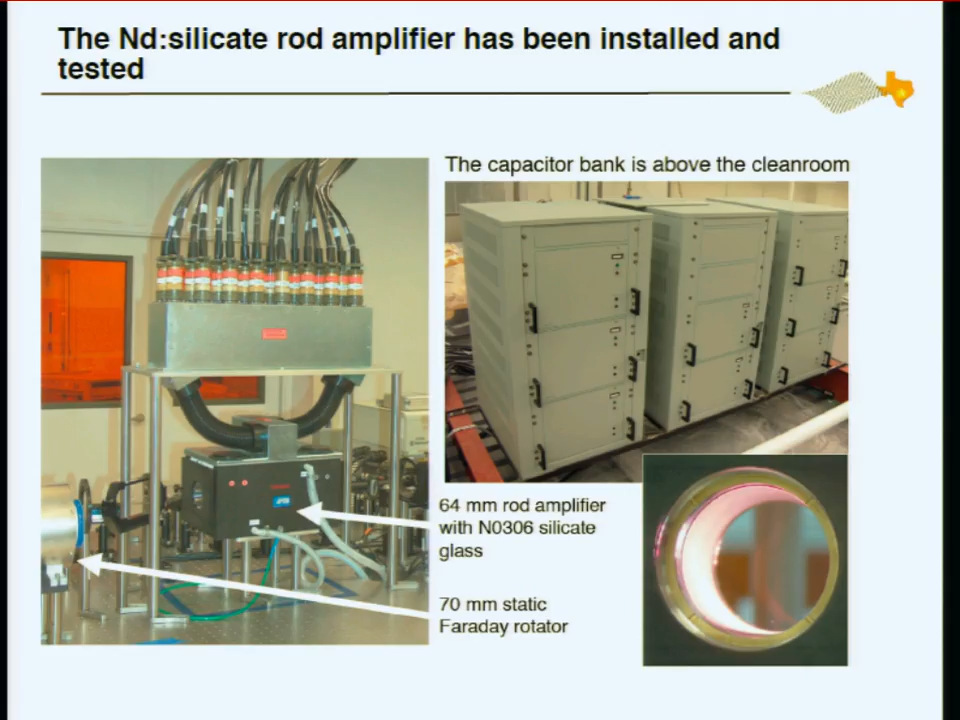 The Nd:silicate rod amplifier has been installed and
tested
The capacitor bank is above the cleanroom
64 mm rod amplifier
with N0306 silicate
glass
70 mm static
Faraday rotator